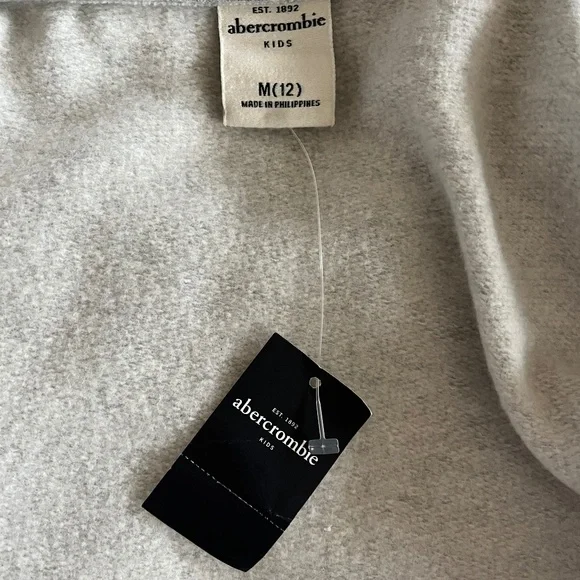 EST. 1892
abercrombie
KIDS
M(12)
MADE IN PHILIPPINES
EST. 1892
abercrombie
KIDS